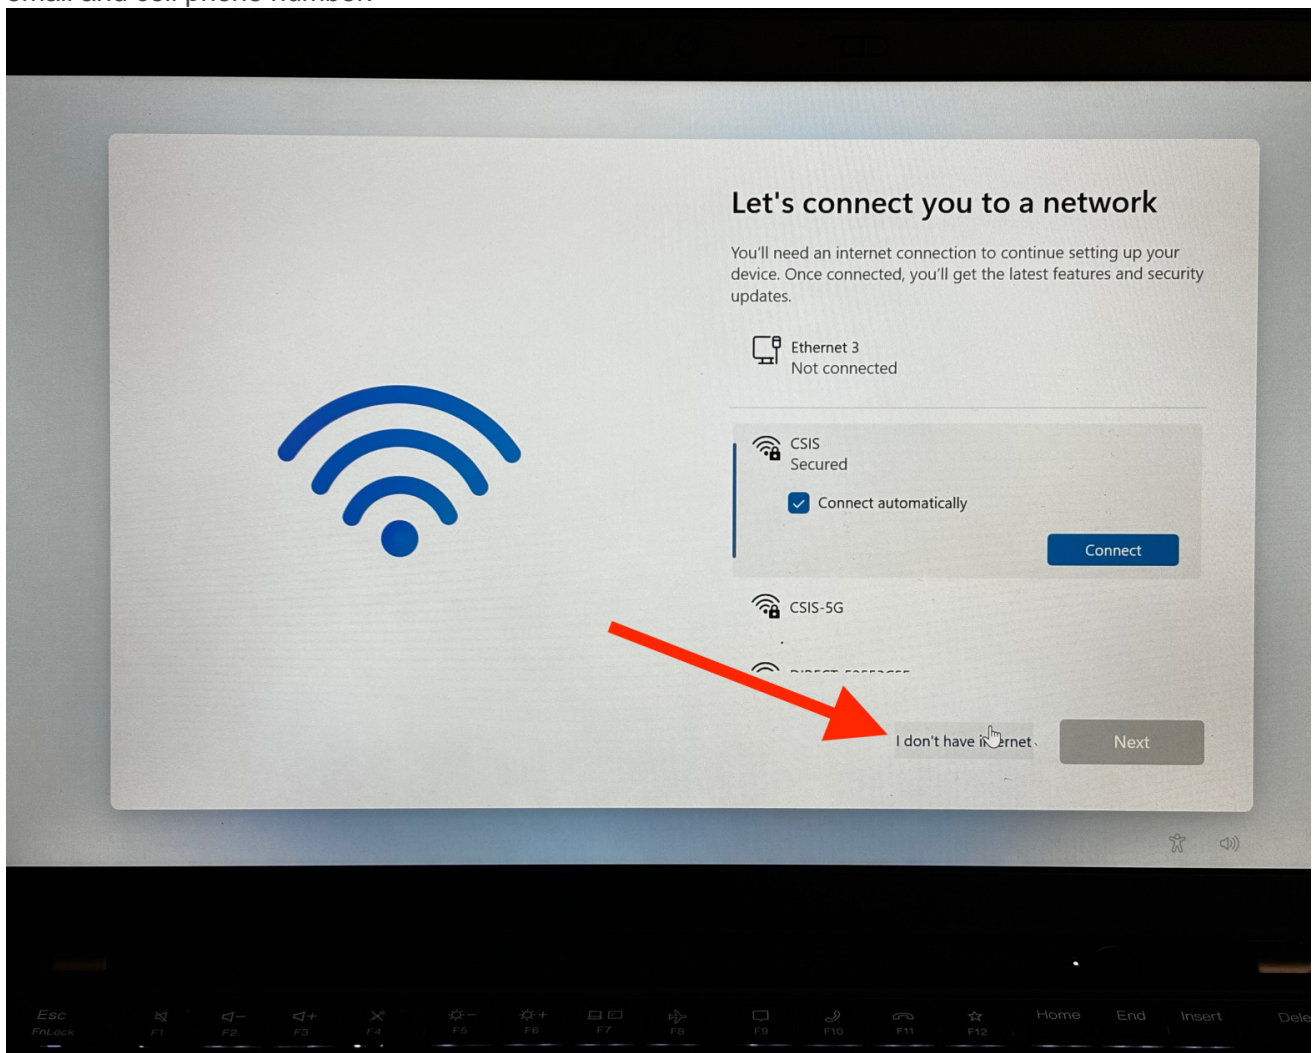 Let's connect you to a network
You'll need an internet connection to continue setting up your
device. Once connected, you'll get the latest features and security
updates.
Ethernet 3
Not connected
CSIS
Secured
Connect automatically
Connect
CSIS-5G
I don't have internet
Next
Esc
Home
End
Insert
FnLock
F1
F2
F3
F4
F5
F6
F7
F8
F9
F10
F11
F12